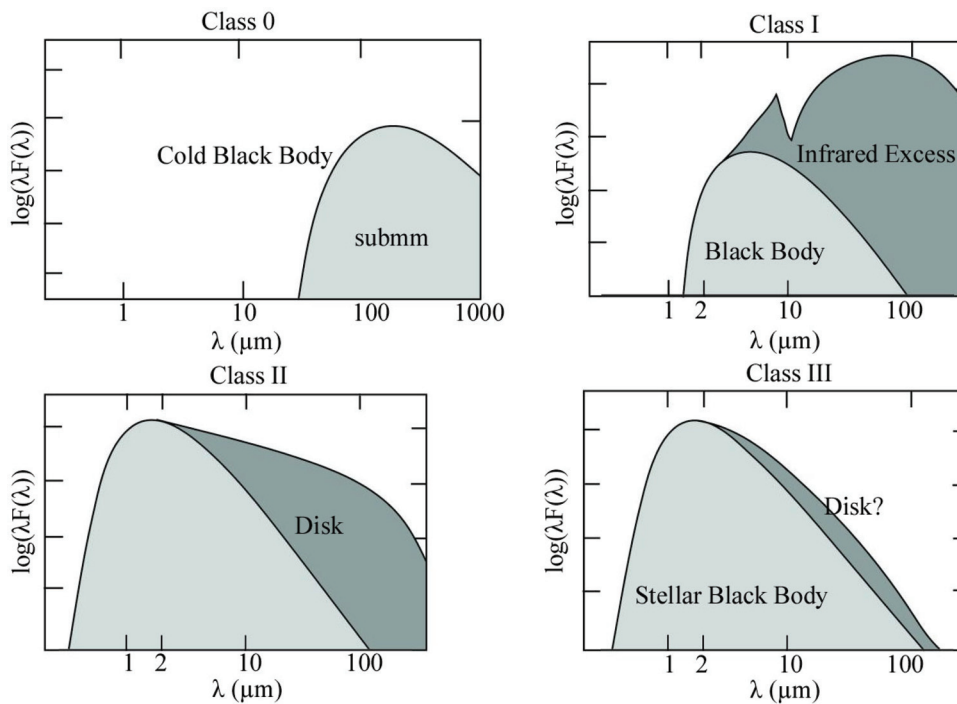 Class 0
log(λF(λ))
Cold Black Body
submm
1 10 100 1000
λ (μm)
Class I
log(λF(λ))
Infrared Excess
Black Body
1 2 10 100
λ (μm)
Class II
log(λF(λ))
Disk
1 2 10 100
λ (μm)
Class III
log(λF(λ))
Disk?
Stellar Black Body
1 2 10 100
λ (μm)